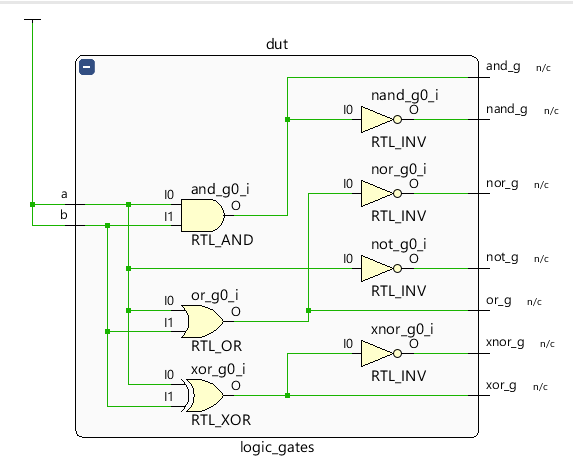 dut
and_g n/c
nand_g0_i
I0 O nand_g n/c
RTL_INV
nor_g0_i
I0 O nor_g n/c
RTL_INV
a
b
and_g0_i
I0 O
I1
RTL_AND
not_g0_i
I0 O not_g n/c
RTL_INV
or_g0_i
I0 O
I1
RTL_OR
or_g n/c
xnor_g0_i
I0 O xnor_g n/c
RTL_INV
xor_g0_i
I0 O
I1
RTL_XOR
xor_g n/c
logic_gates